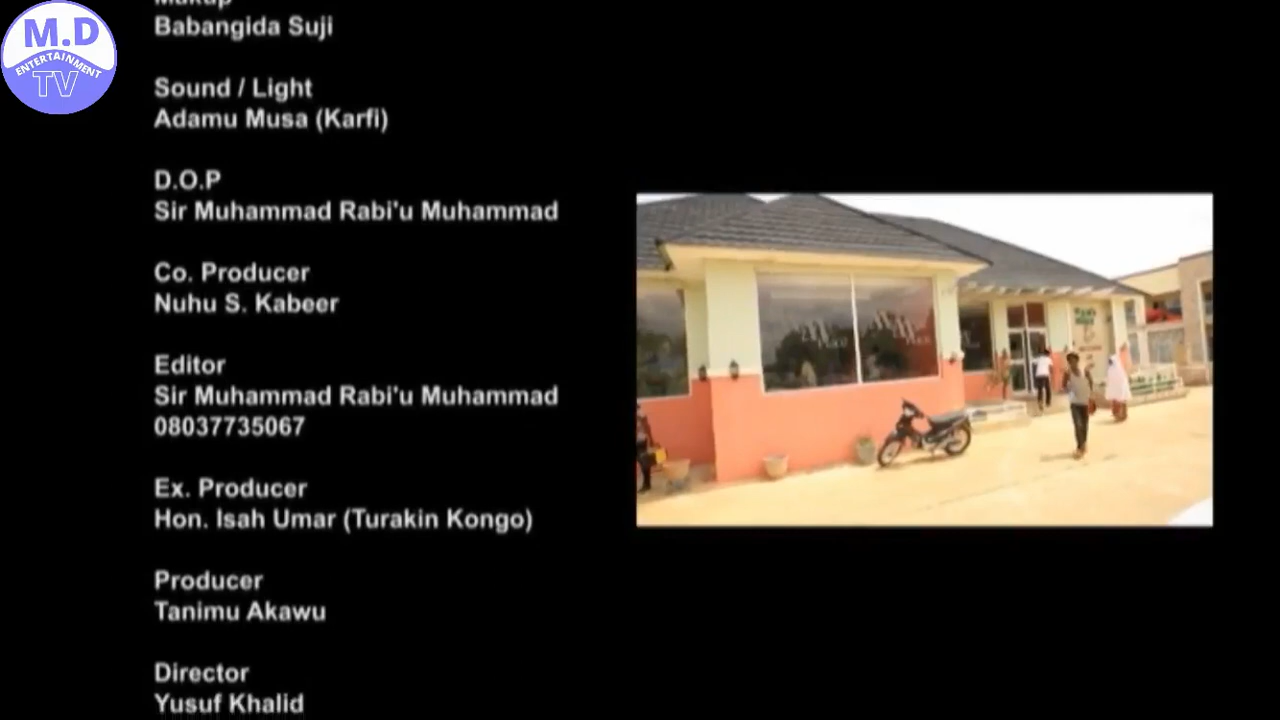 M.D
ENTERTAINMENT
TV
Makup
Babangida Suji
Sound / Light
Adamu Musa (Karfi)
D.O.P
Sir Muhammad Rabi'u Muhammad
Co. Producer
Nuhu S. Kabeer
Editor
Sir Muhammad Rabi'u Muhammad
08037735067
Ex. Producer
Hon. Isah Umar (Turakin Kongo)
Producer
Tanimu Akawu
Director
Yusuf Khalid